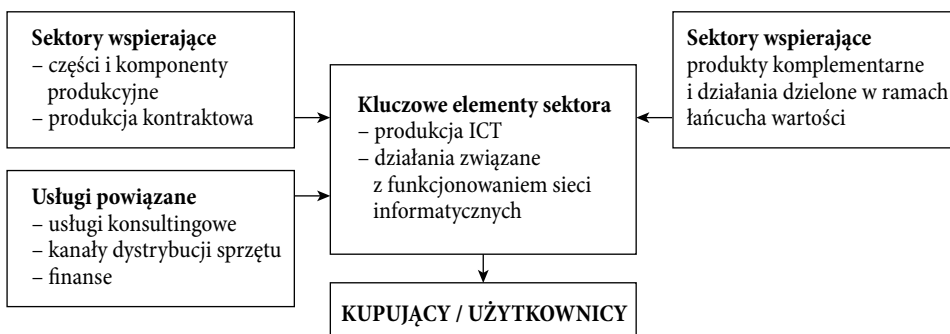 Sektory wspierające
– części i komponenty
produkcyjne
– produkcja kontraktowa
Usługi powiązane
– usługi konsultingowe
– kanały dystrybucji sprzętu
– finanse
Kluczowe elementy sektora
– produkcja ICT
– działania związane
z funkcjonowaniem sieci
informatycznych
KUPUJĄCY / UŻYTKOWNICY
Sektory wspierające
produkty komplementarne
i działania dzielone w ramach
łańcucha wartości